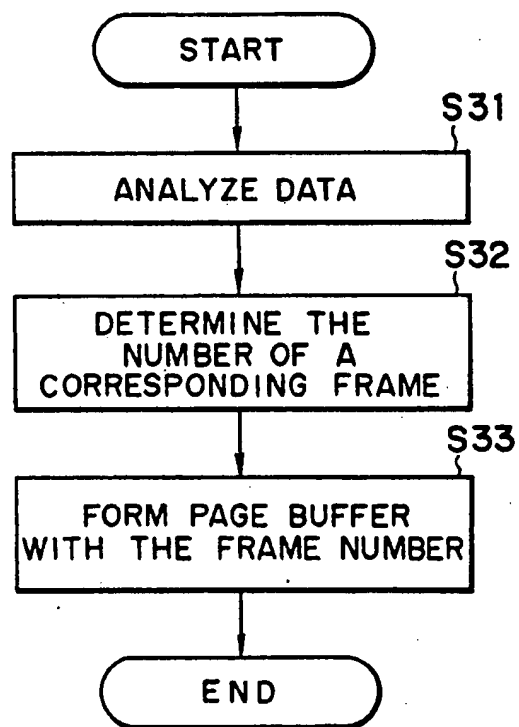 START
S31
ANALYZE DATA
S32
DETERMINE THE
NUMBER OF A
CORRESPONDING FRAME
S33
FORM PAGE BUFFER
WITH THE FRAME NUMBER
END